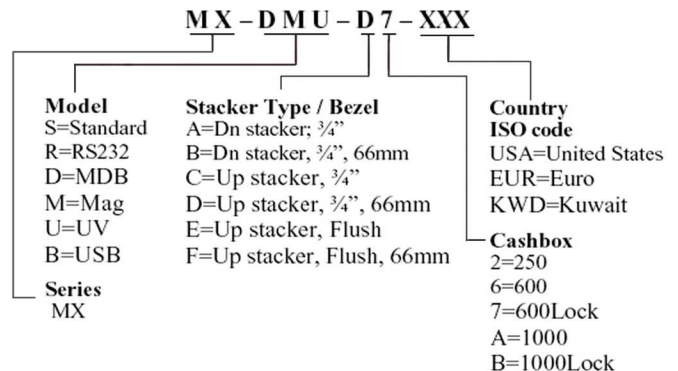 MX – DMU – D7 – XXX
Model
S=Standard
R=RS232
D=MDB
M=Mag
U=UV
B=USB
Series
MX
Stacker Type / Bezel
A=Dn stacker; ¾”
B=Dn stacker, ¾”, 66mm
C=Up stacker, ¾”
D=Up stacker, ¾”, 66mm
E=Up stacker, Flush
F=Up stacker, Flush, 66mm
Country
ISO code
USA=United States
EUR=Euro
KWD=Kuwait
Cashbox
2=250
6=600
7=600Lock
A=1000
B=1000Lock